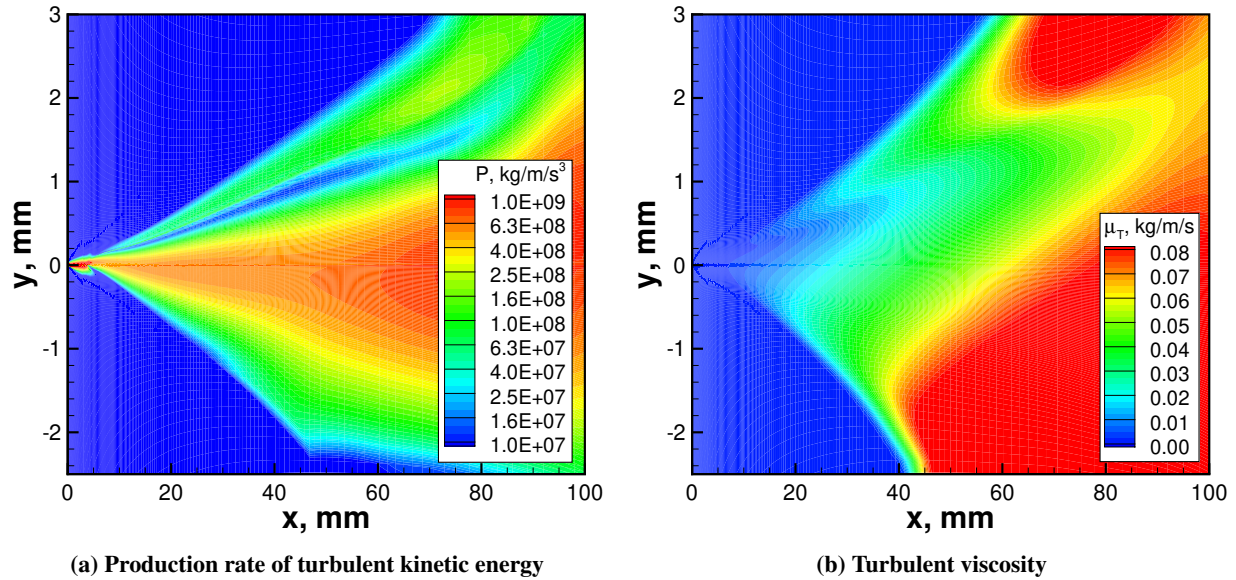 3
2
1
0
-1
-2
y, mm
0 20 40 60 80 100
x, mm
P, kg/m/s³
1.0E+09
6.3E+08
4.0E+08
2.5E+08
1.6E+08
1.0E+08
6.3E+07
4.0E+07
2.5E+07
1.6E+07
1.0E+07
(a) Production rate of turbulent kinetic energy
3
2
1
0
-1
-2
y, mm
0 20 40 60 80 100
x, mm
μT, kg/m/s
0.08
0.07
0.06
0.05
0.04
0.03
0.02
0.01
0.00
(b) Turbulent viscosity